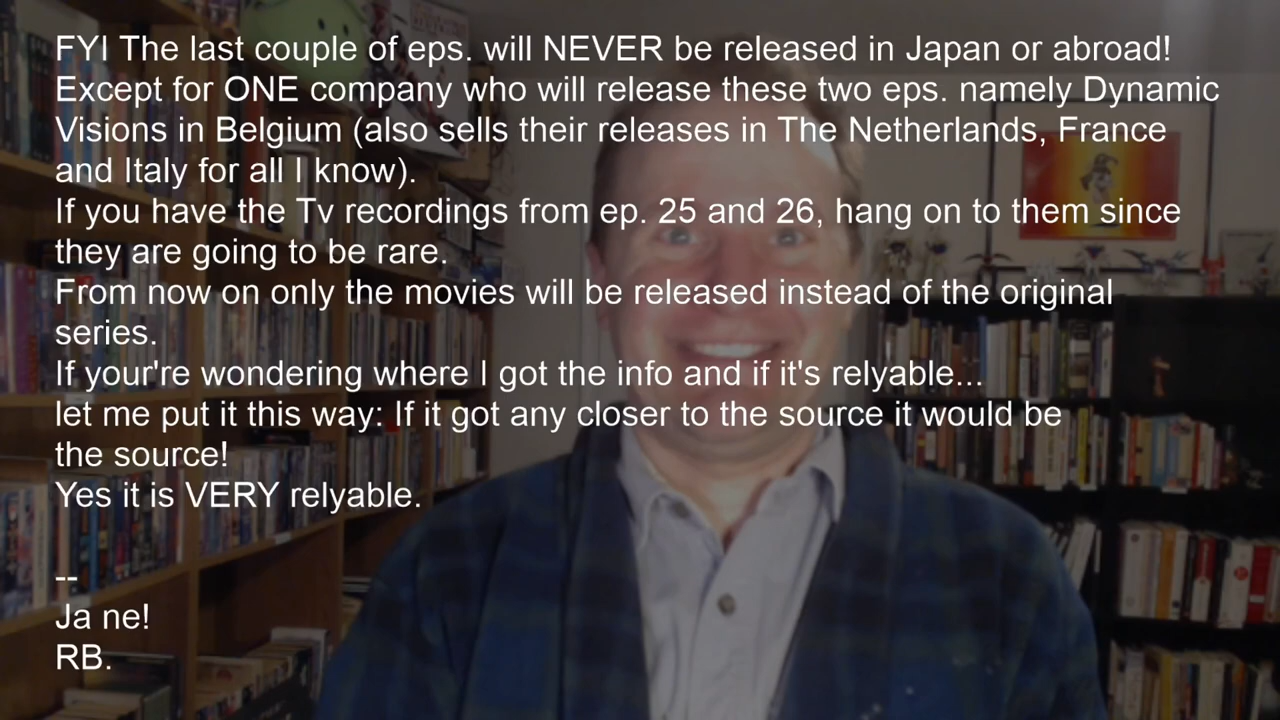 FYI The last couple of eps. will NEVER be released in Japan or abroad!
Except for ONE company who will release these two eps. namely Dynamic
Visions in Belgium (also sells their releases in The Netherlands, France
and Italy for all I know).
If you have the Tv recordings from ep. 25 and 26, hang on to them since
they are going to be rare.
From now on only the movies will be released instead of the original
series.
If your're wondering where I got the info and if it's relyable...
let me put it this way: If it got any closer to the source it would be
the source!
Yes it is VERY relyable.
--
Ja ne!
RB.